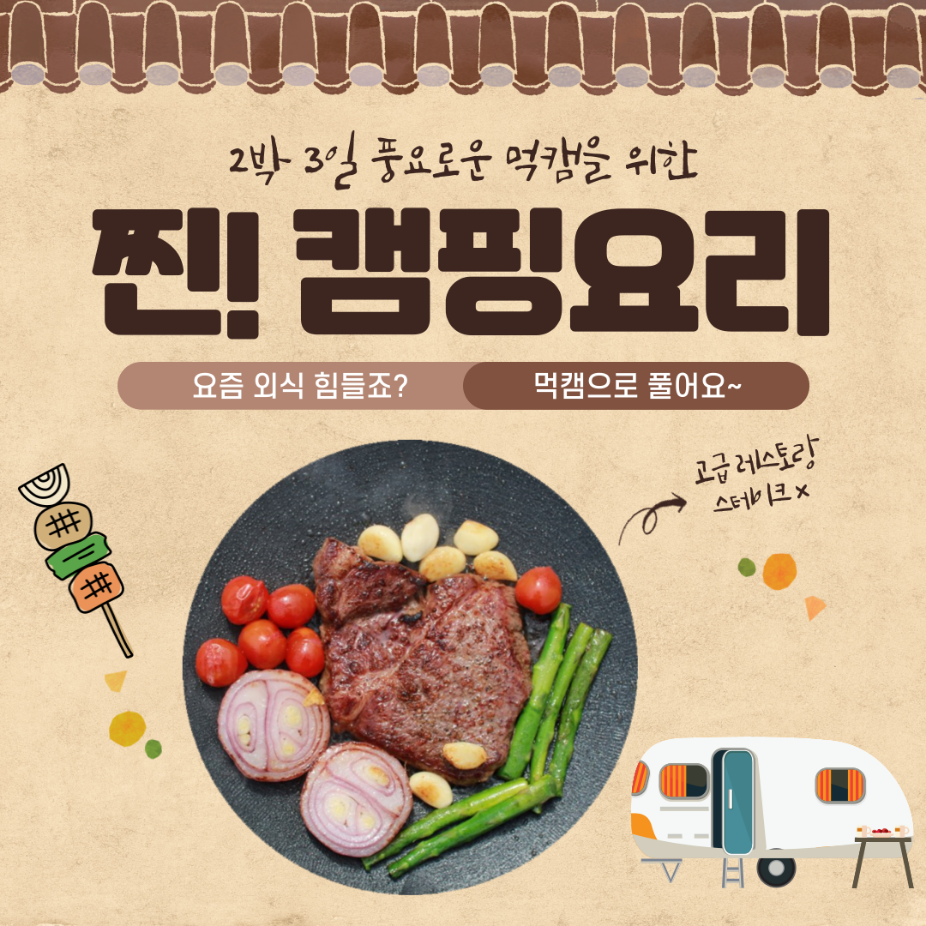 2박 3일 풍요로운 먹캠을 위한
찐! 캠핑요리
요즘 외식 힘들죠? 먹캠으로 풀어요~
고급 레스토랑
스테이크 x